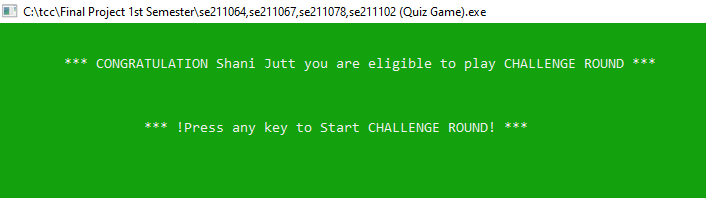 C:\tcc\Final Project 1st Semester\se211064,se211067,se211078,se211102 (Quiz Game).exe
*** CONGRATULATION Shani Jutt you are eligible to play CHALLENGE ROUND ***
*** !Press any key to Start CHALLENGE ROUND! ***